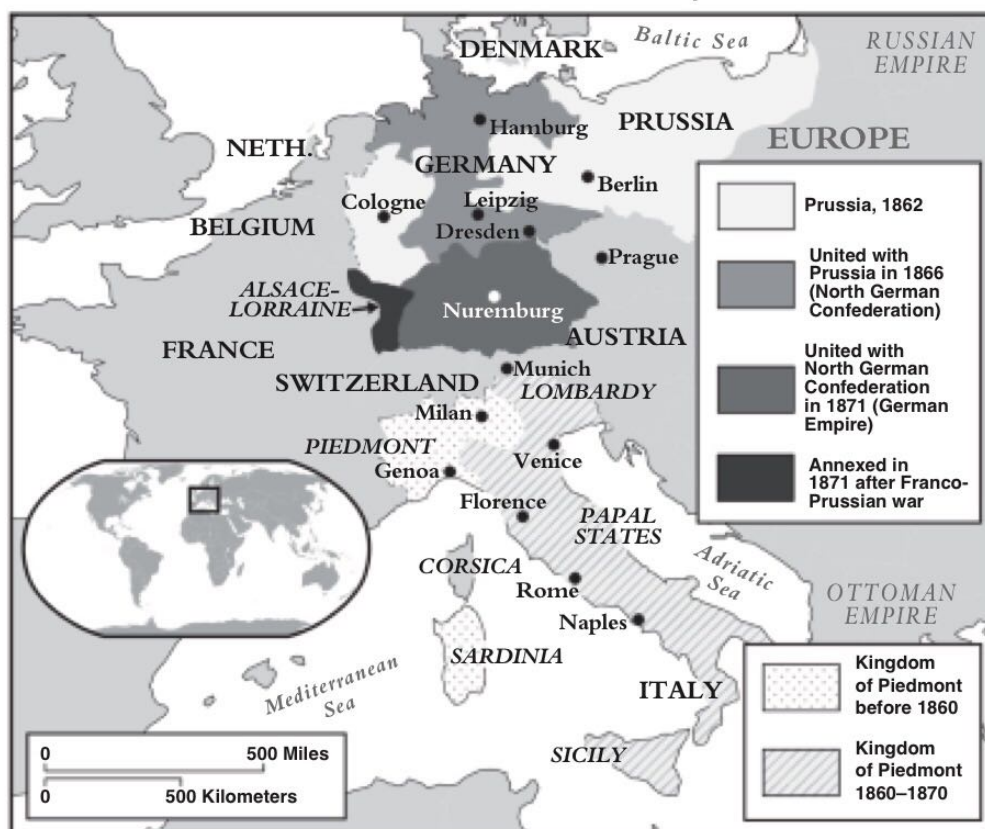 DENMARK
Baltic Sea
RUSSIAN
EMPIRE
PRUSSIA
Hamburg
EUROPE
NETH.
GERMANY
Berlin
Cologne
Leipzig
BELGIUM
Dresden
Prague
ALSACE-
LORRAINE
Nuremburg
AUSTRIA
FRANCE
SWITZERLAND
Munich
LOMBARDY
Milan
PIEDMONT
Genoa
Venice
Florence
PAPAL
STATES
CORSICA
Adriatic
Sea
Rome
OTTOMAN
EMPIRE
Naples
SARDINIA
Mediterranean
Sea
ITALY
SICILY
Prussia, 1862
United with
Prussia in 1866
(North German
Confederation)
United with
North German
Confederation
in 1871 (German
Empire)
Annexed in
1871 after Franco-
Prussian war
Kingdom
of Piedmont
before 1860
Kingdom
of Piedmont
1860–1870
0 500 Miles
0 500 Kilometers